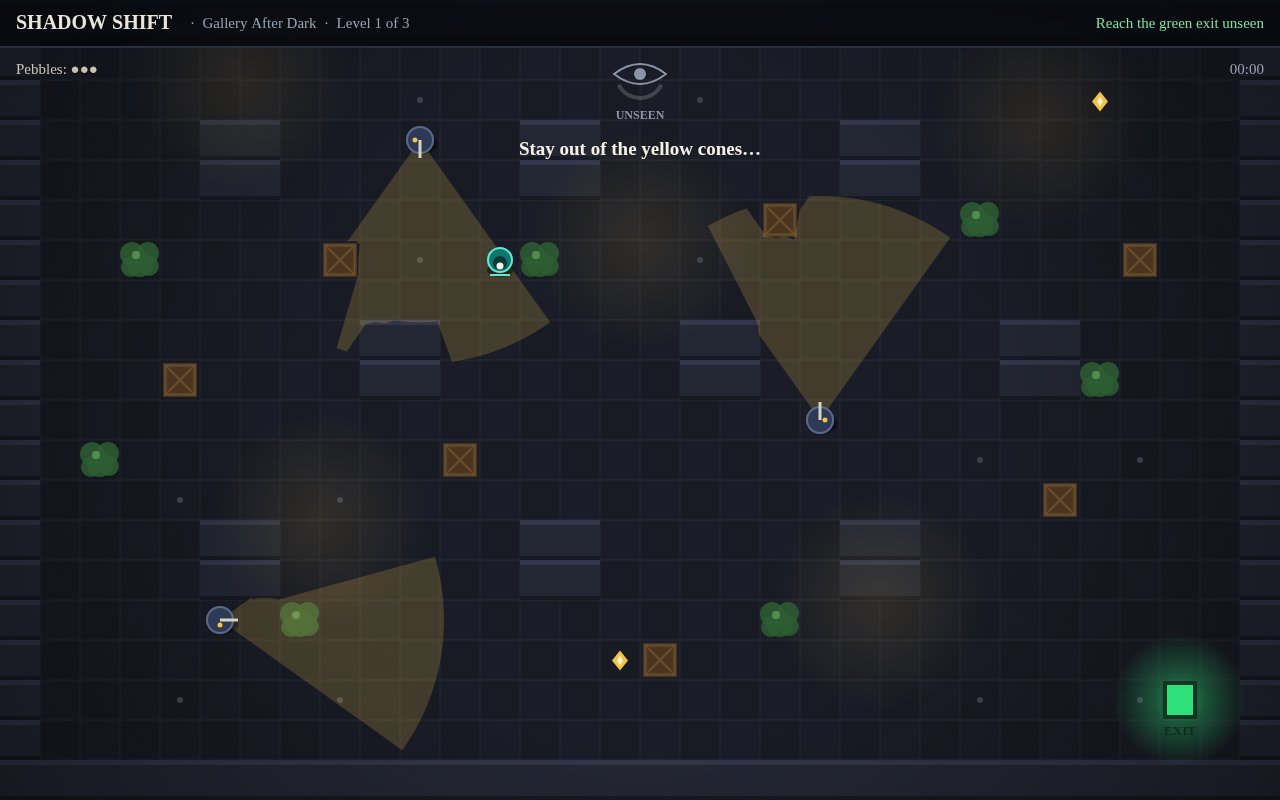 SHADOW SHIFT · Gallery After Dark · Level 1 of 3
Reach the green exit unseen
Pebbles: ●●●
00:00
UNSEEN
Stay out of the yellow cones…
EXIT